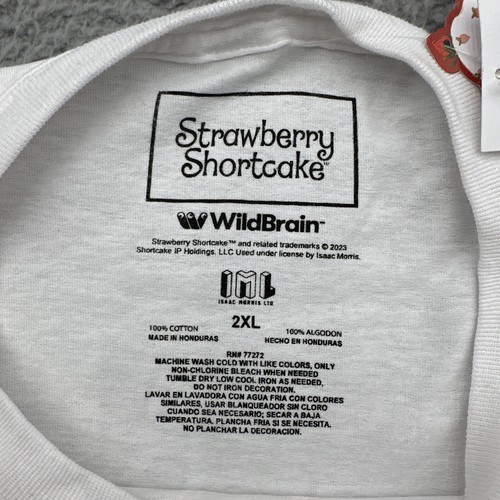 Strawberry
Shortcake™
WildBrain™
Strawberry Shortcake™ and related trademarks © 2023
Shortcake IP Holdings. LLC Used under license by Isaac Morris.
IML
ISAAC MORRIS LTD
2XL
100% COTTON
MADE IN HONDURAS
100% ALGODON
HECHO EN HONDURAS
RN# 77272
MACHINE WASH COLD WITH LIKE COLORS, ONLY
NON-CHLORINE BLEACH WHEN NEEDED
TUMBLE DRY LOW COOL IRON AS NEEDED,
DO NOT IRON DECORATION.
LAVAR EN LAVADORA CON AGUA FRIA CON COLORES
SIMILARES, USAR BLANQUEADOR SIN CLORO
CUANDO SEA NECESARIO; SECAR A BAJA
TEMPERATURA. PLANCHA FRIA SI SE NECESITA.
NO PLANCHAR LA DECORACION.